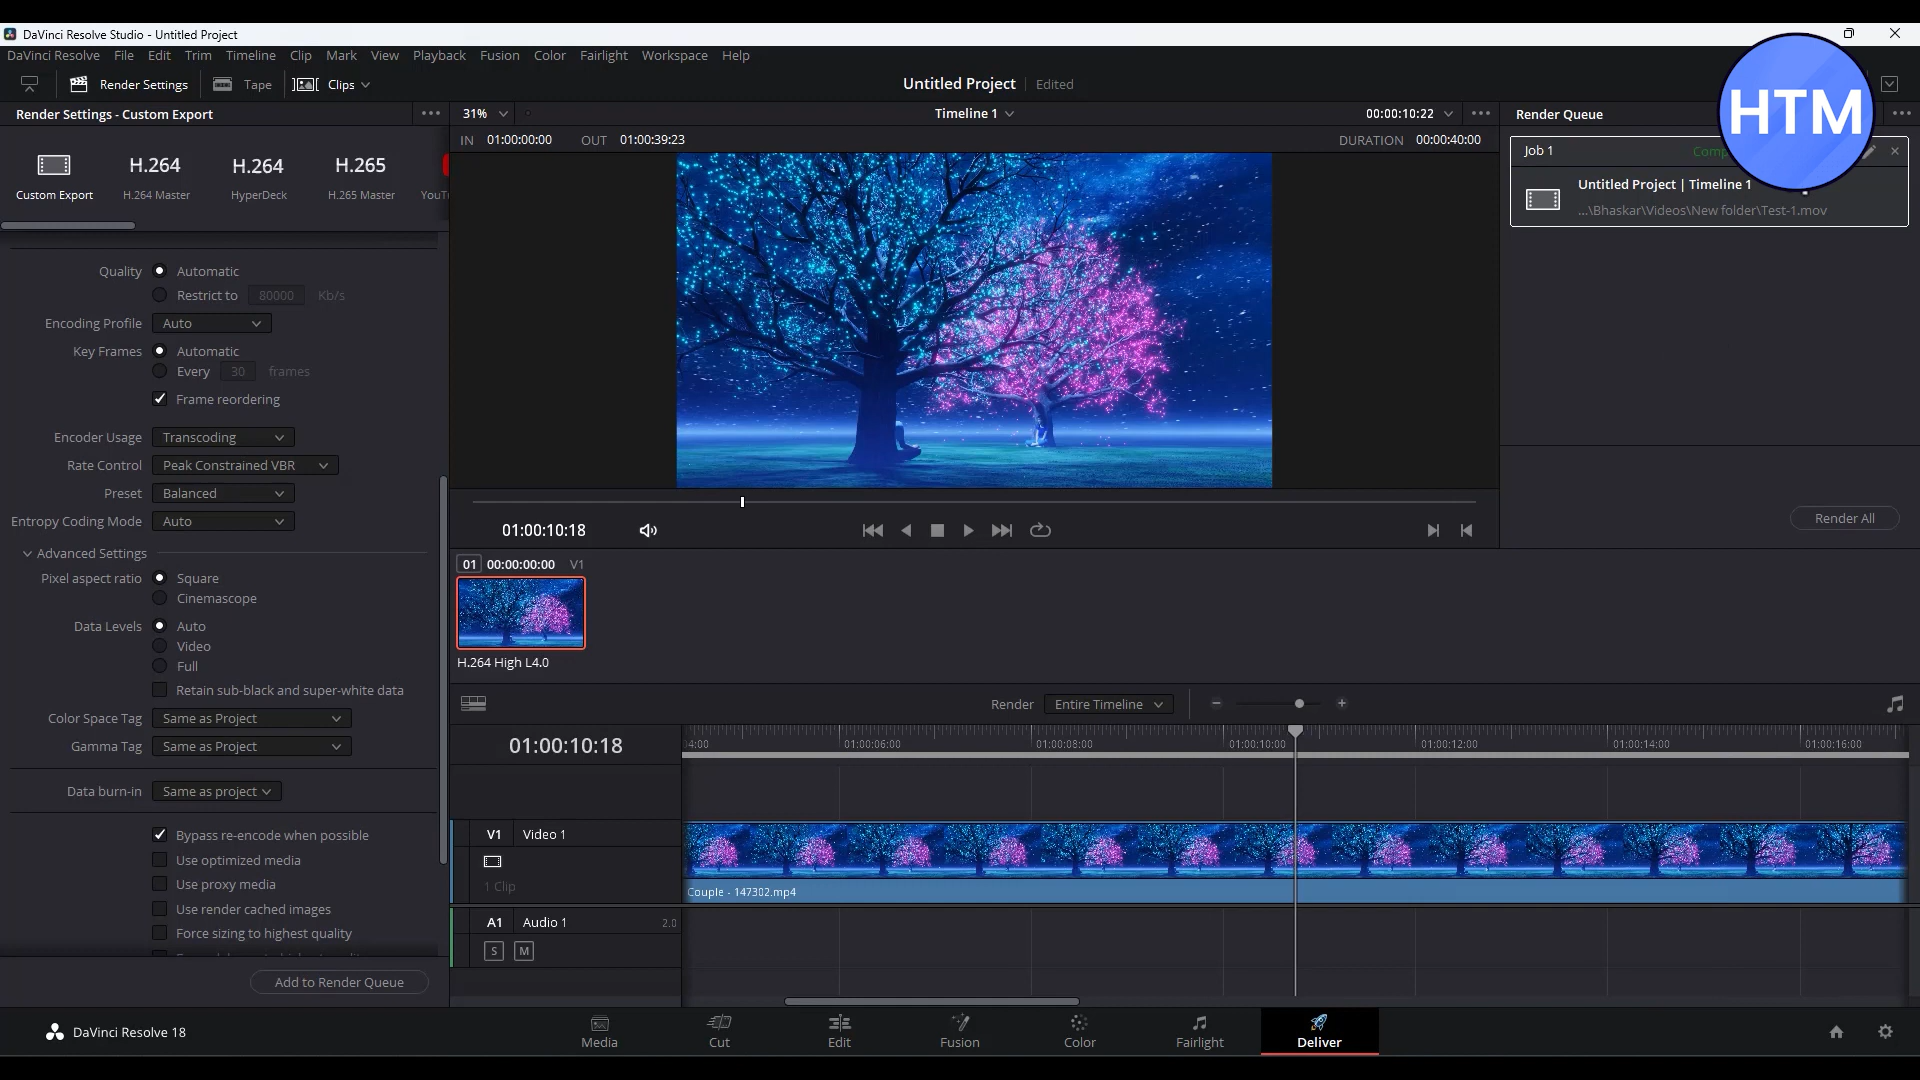 DaVinci Resolve Studio - Untitled Project
DaVinci Resolve File Edit Trim Timeline Clip Mark View Playback Fusion Color Fairlight Workspace Help
Render Settings Tape Clips Untitled Project Edited
HTM
Render Settings - Custom Export 31% Timeline 1 00:00:10:22 Render Queue
IN 01:00:00:00 OUT 01:00:39:23 DURATION 00:00:40:00
Job 1
H.264 H.264 H.265
Custom Export H.264 Master HyperDeck H.265 Master
Untitled Project | Timeline 1
...\Bhaskar\Videos\New folder\Test-1.mov
Quality Automatic
Restrict to 80000 Kb/s
Encoding Profile Auto
Key Frames Automatic
Every 30 frames
Frame reordering
Encoder Usage Transcoding
Rate Control Peak Constrained VBR
Preset Balanced
Entropy Coding Mode Auto
Advanced Settings
Pixel aspect ratio Square
Cinemascope
Data Levels Auto
Video
Full
Retain sub-black and super-white data
Color Space Tag Same as Project
Gamma Tag Same as Project
Data burn-in Same as project
Bypass re-encode when possible
Use optimized media
Use proxy media
Use render cached images
Force sizing to highest quality
Add to Render Queue
01:00:10:18
Render All
01 00:00:00:00 V1
H.264 High L4.0
Render Entire Timeline
01:00:10:18
01:00:06:00 01:00:08:00 01:00:10:00 01:00:12:00 01:00:14:00 01:00:16:00
V1 Video 1
1 Clip
Couple - 147302.mp4
A1 Audio 1 2.0
S M
DaVinci Resolve 18
Media Cut Edit Fusion Color Fairlight Deliver